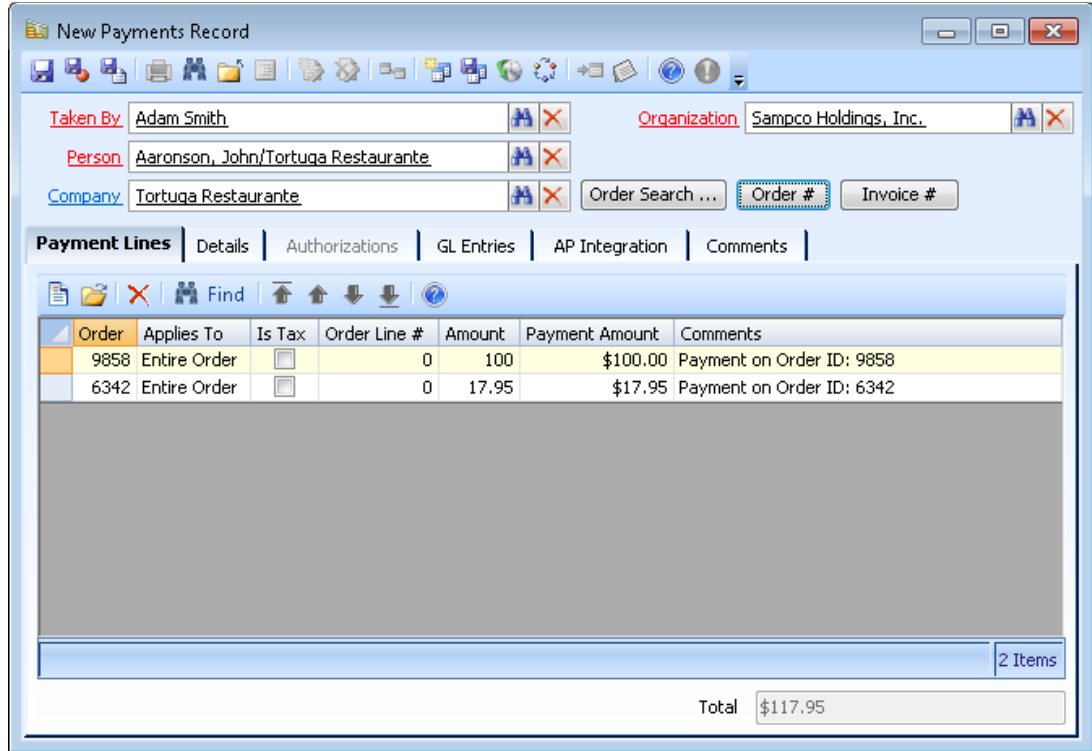 New Payments Record
Taken By Adam Smith Organization Sampco Holdings, Inc.
Person Aaronson, John/Tortuga Restaurante
Company Tortuga Restaurante Order Search ... Order # Invoice #
Payment Lines Details Authorizations GL Entries AP Integration Comments
Find
Order Applies To Is Tax Order Line # Amount Payment Amount Comments
9858 Entire Order 0 100 $100.00 Payment on Order ID: 9858
6342 Entire Order 0 17.95 $17.95 Payment on Order ID: 6342
2 Items
Total $117.95